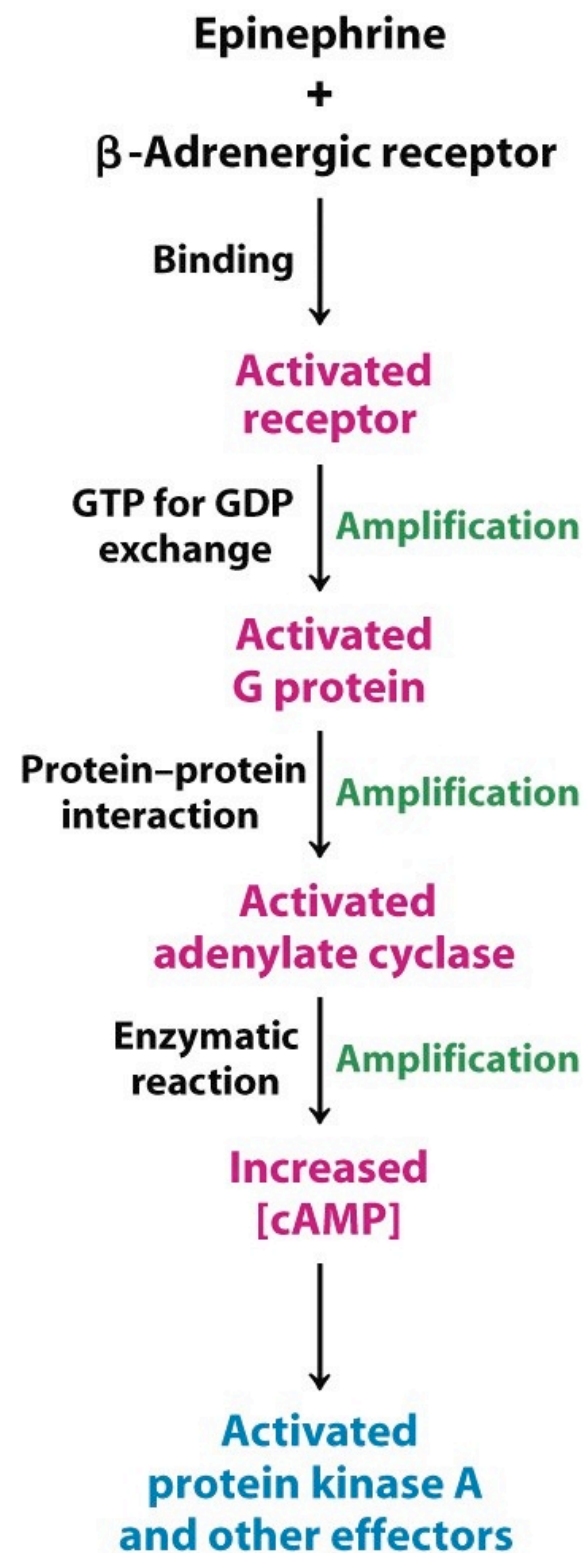 Epinephrine
+
β-Adrenergic receptor
Binding
Activated
receptor
GTP for GDP
exchange
Amplification
Activated
G protein
Protein–protein
interaction
Amplification
Activated
adenylate cyclase
Enzymatic
reaction
Amplification
Increased
[cAMP]
Activated
protein kinase A
and other effectors